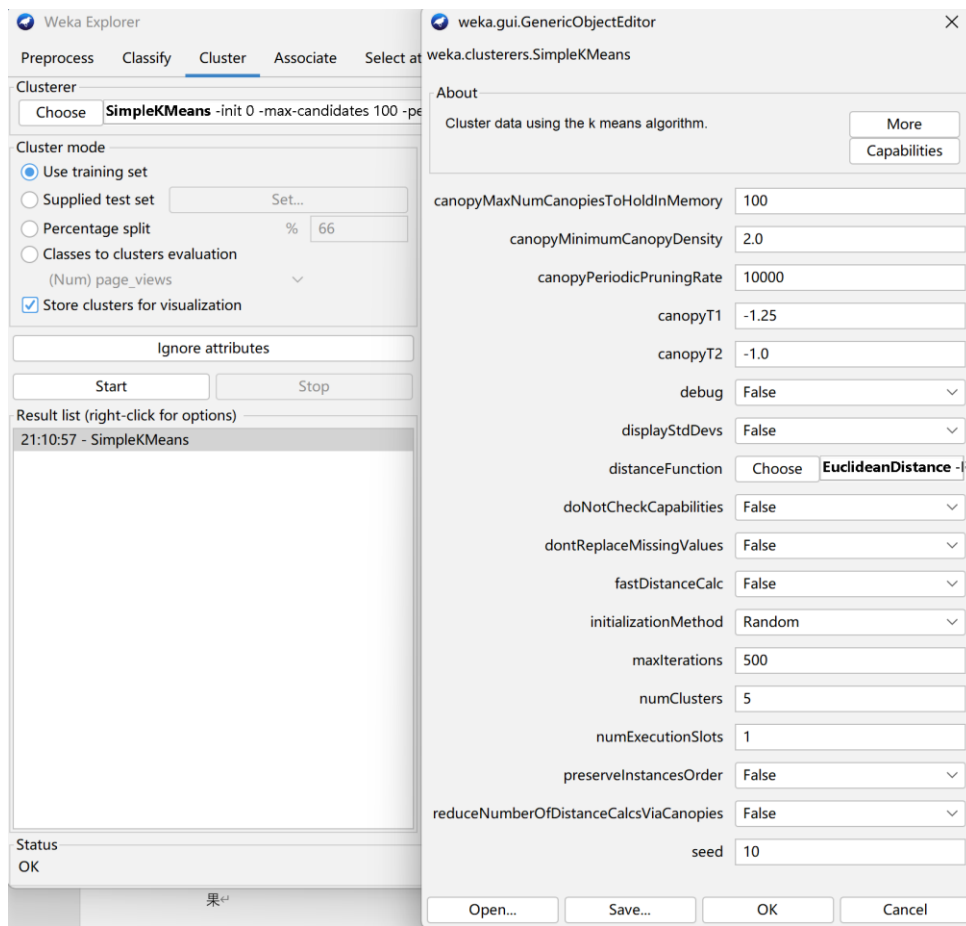 Weka Explorer
Preprocess Classify Cluster Associate Select at
Clusterer
Choose SimpleKMeans -init 0 -max-candidates 100 -pe
Cluster mode
Use training set
Supplied test set Set...
Percentage split % 66
Classes to clusters evaluation
(Num) page_views
Store clusters for visualization
Ignore attributes
Start Stop
Result list (right-click for options)
21:10:57 - SimpleKMeans
Status
OK
果↵
weka.gui.GenericObjectEditor
weka.clusterers.SimpleKMeans
About
Cluster data using the k means algorithm.
More
Capabilities
canopyMaxNumCanopiesToHoldInMemory 100
canopyMinimumCanopyDensity 2.0
canopyPeriodicPruningRate 10000
canopyT1 -1.25
canopyT2 -1.0
debug False
displayStdDevs False
distanceFunction Choose EuclideanDistance -
doNotCheckCapabilities False
dontReplaceMissingValues False
fastDistanceCalc False
initializationMethod Random
maxIterations 500
numClusters 5
numExecutionSlots 1
preserveInstancesOrder False
reduceNumberOfDistanceCalcsViaCanopies False
seed 10
Open... Save... OK Cancel